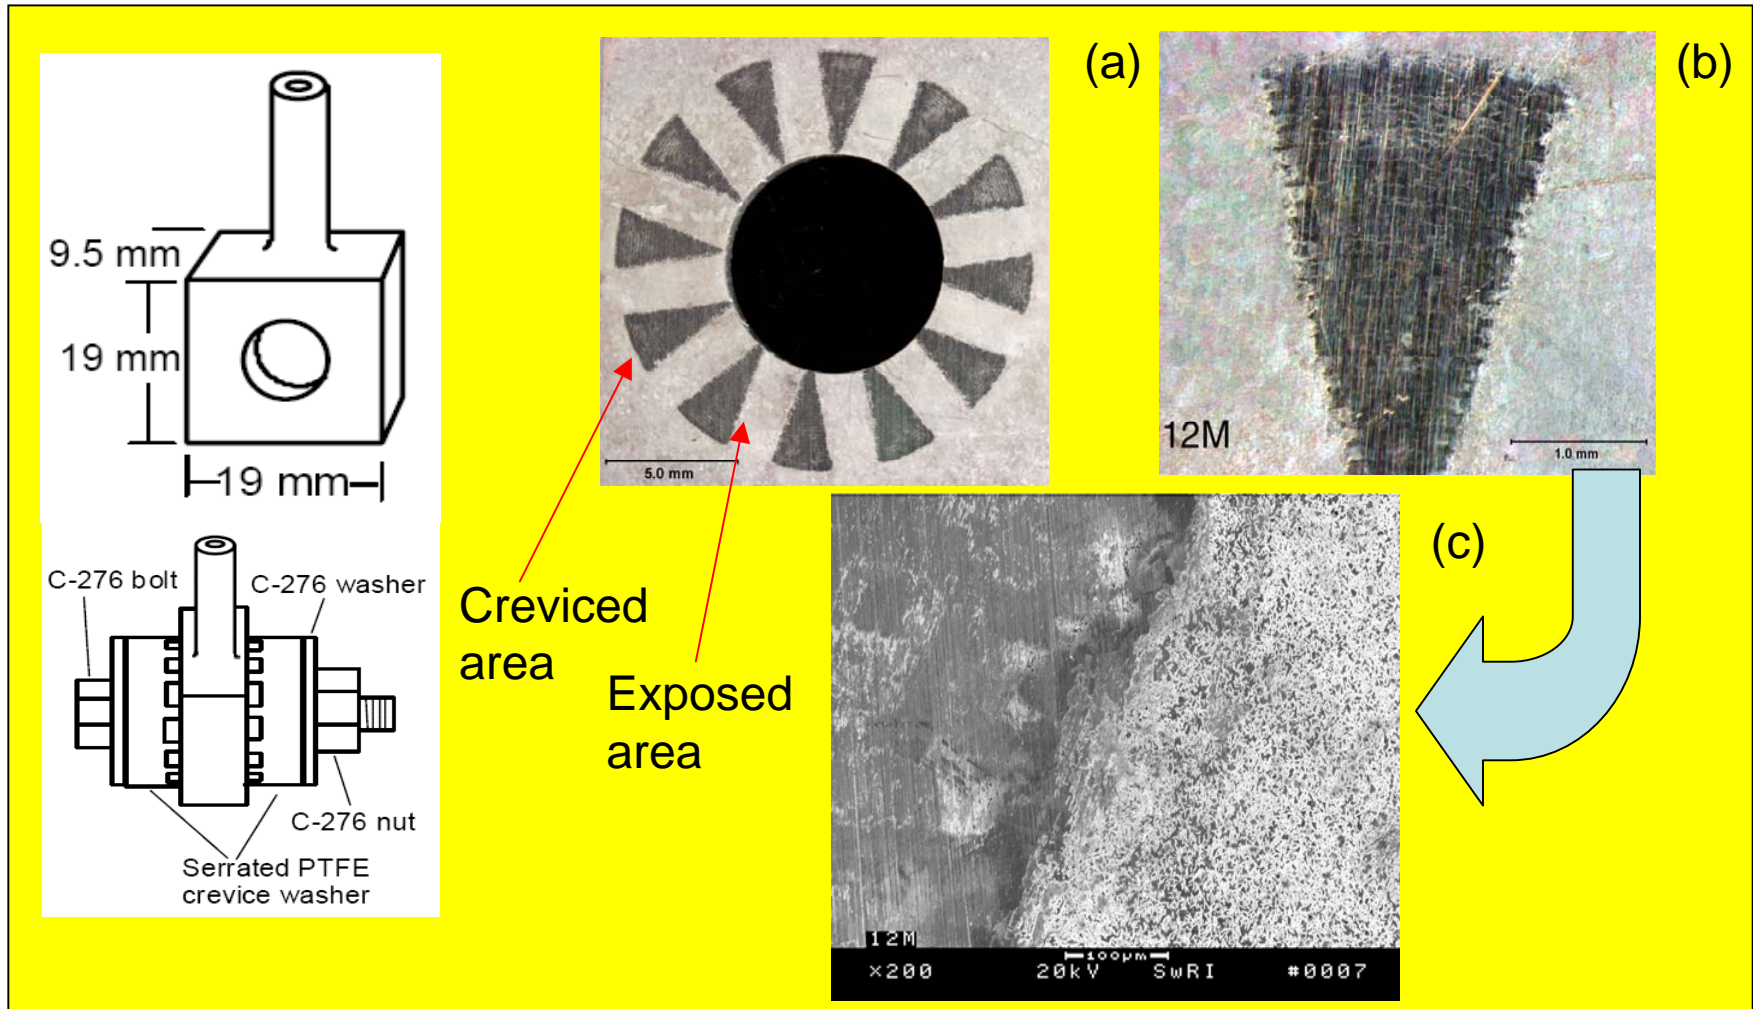 9.5 mm
19 mm
19 mm
C-276 bolt
C-276 washer
C-276 nut
Serrated PTFE
crevice washer
(a)
5.0 mm
Creviced
area
Exposed
area
(b)
12M
1.0 mm
(c)
12M
100µm
×200 20kV SwRI #0007